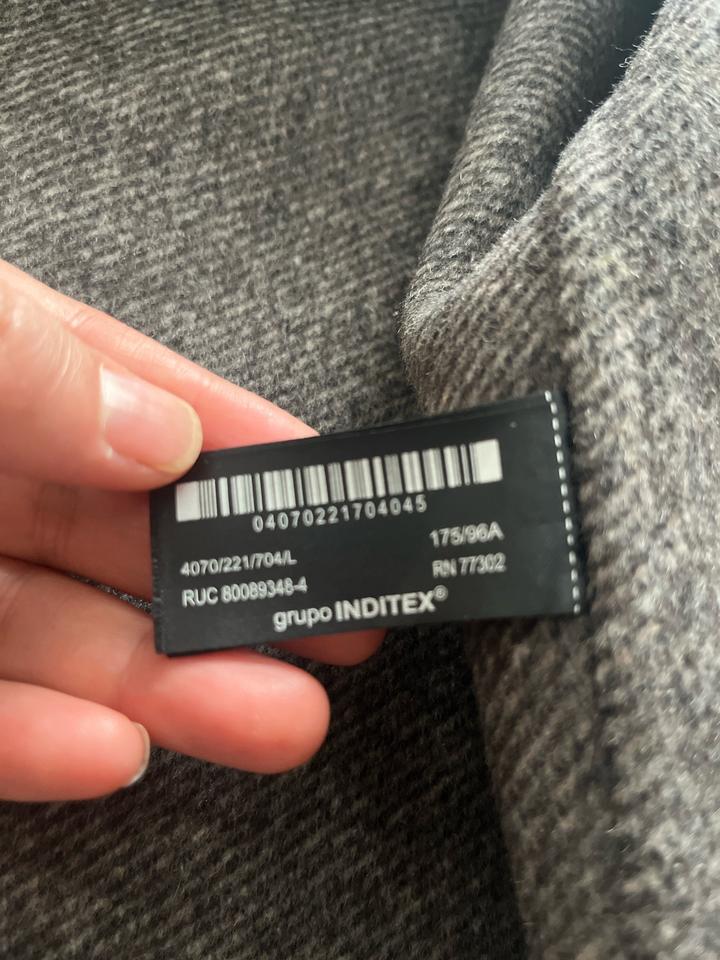 04070221704045
175/96A
4070/221/704/L
RN 77302
RUC 80089348-4
grupo INDITEX®